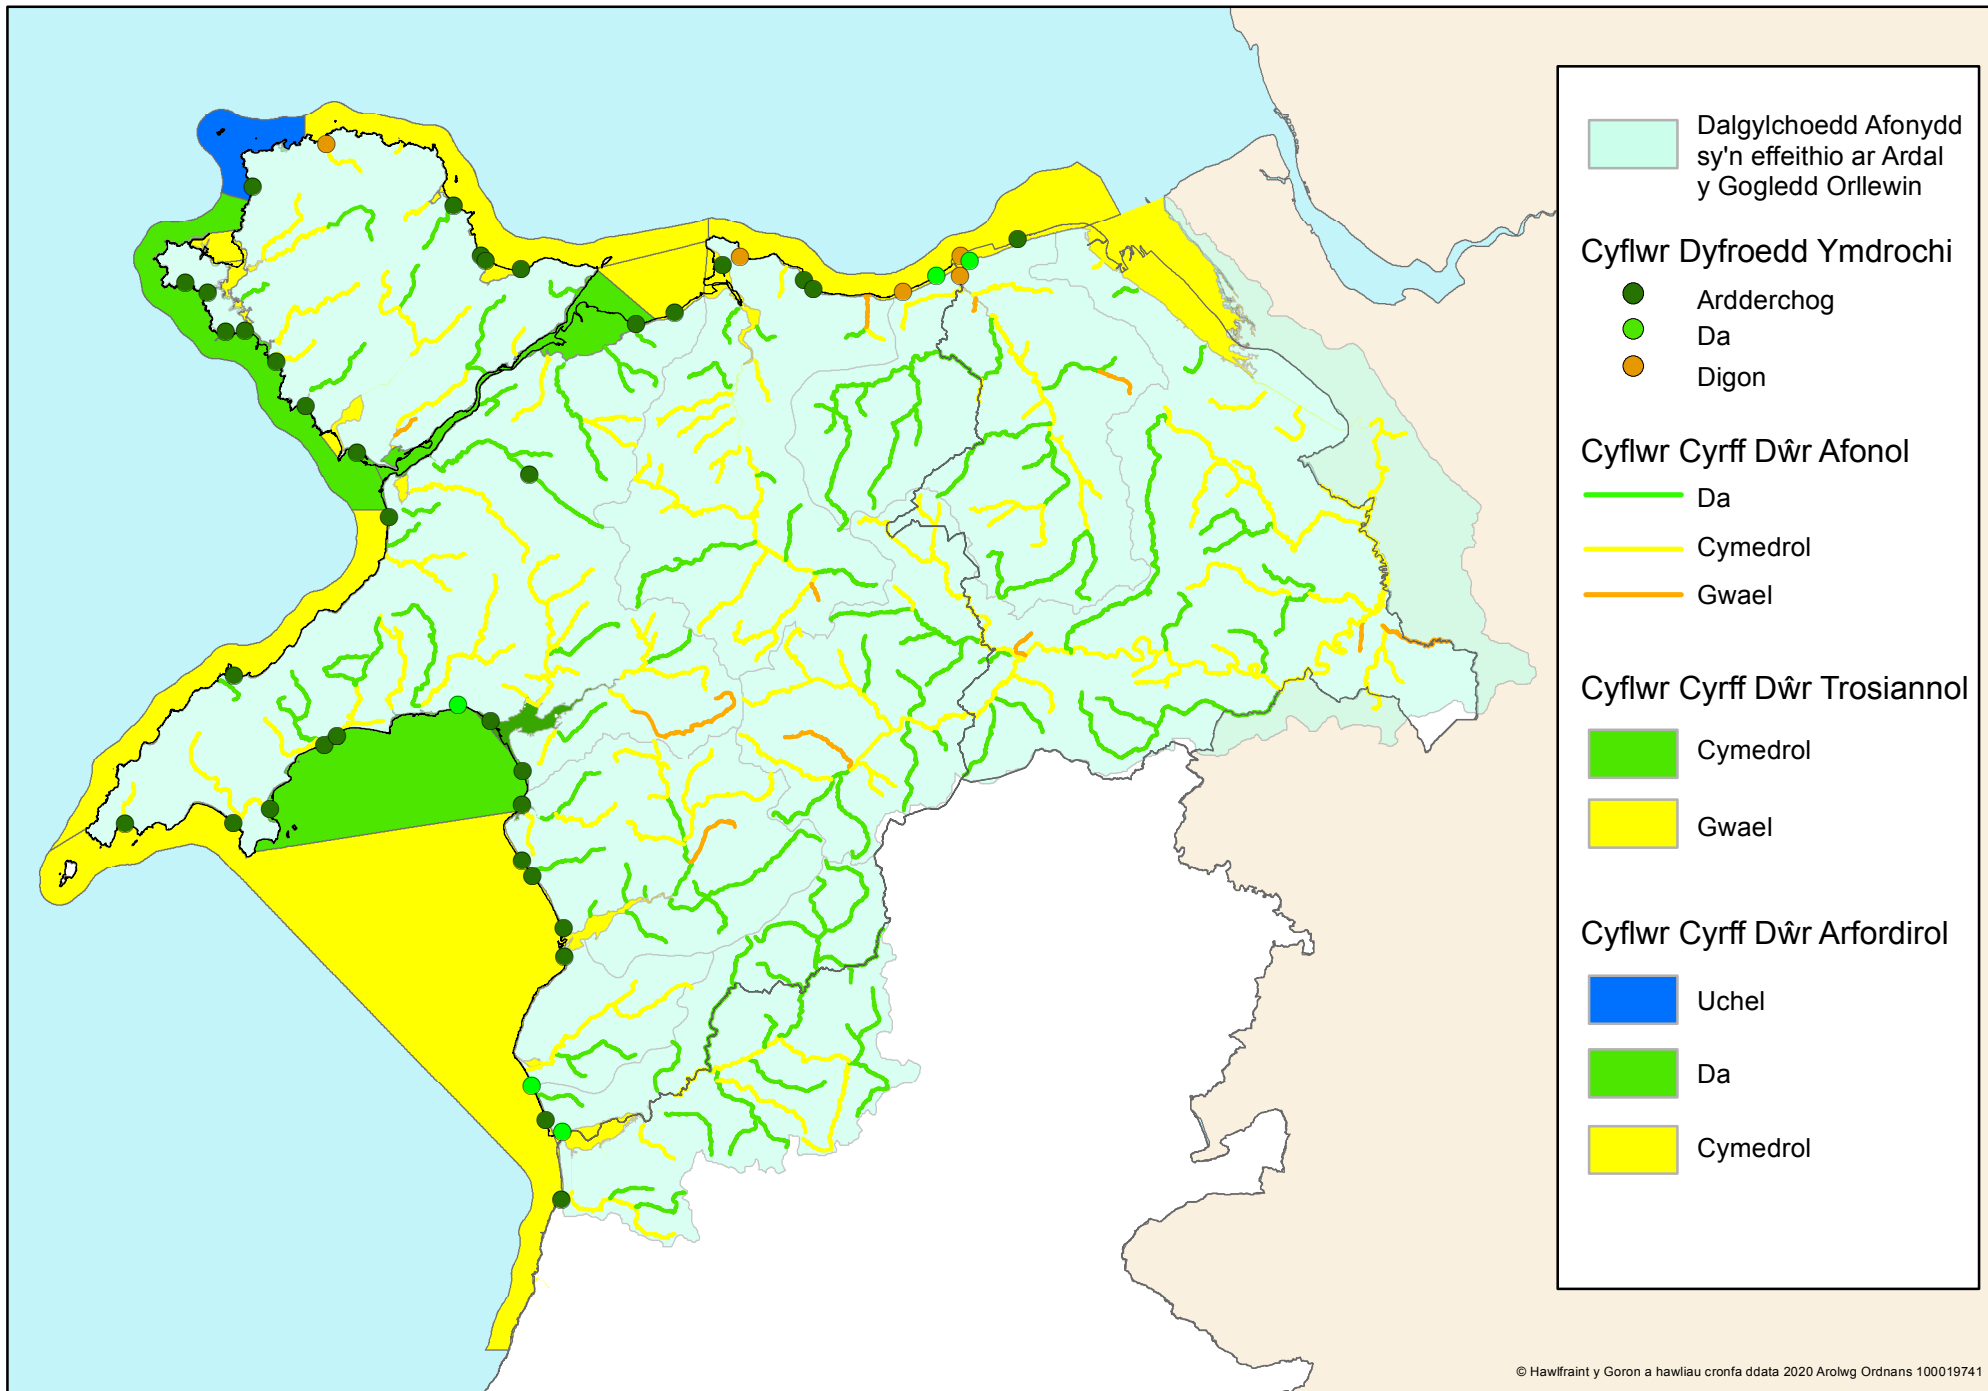 Dalgylchoedd Afonydd
sy'n effeithio ar Ardal
y Gogledd Orllewin
Cyflwr Dyfroedd Ymdrochi
Ardderchog
Da
Digon
Cyflwr Cyrff Dŵr Afonol
Da
Cymedrol
Gwael
Cyflwr Cyrff Dŵr Trosiannol
Cymedrol
Gwael
Cyflwr Cyrff Dŵr Arfordirol
Uchel
Da
Cymedrol
© Hawlfraint y Goron a hawliau cronfa ddata 2020 Arolwg Ordnans 100019741